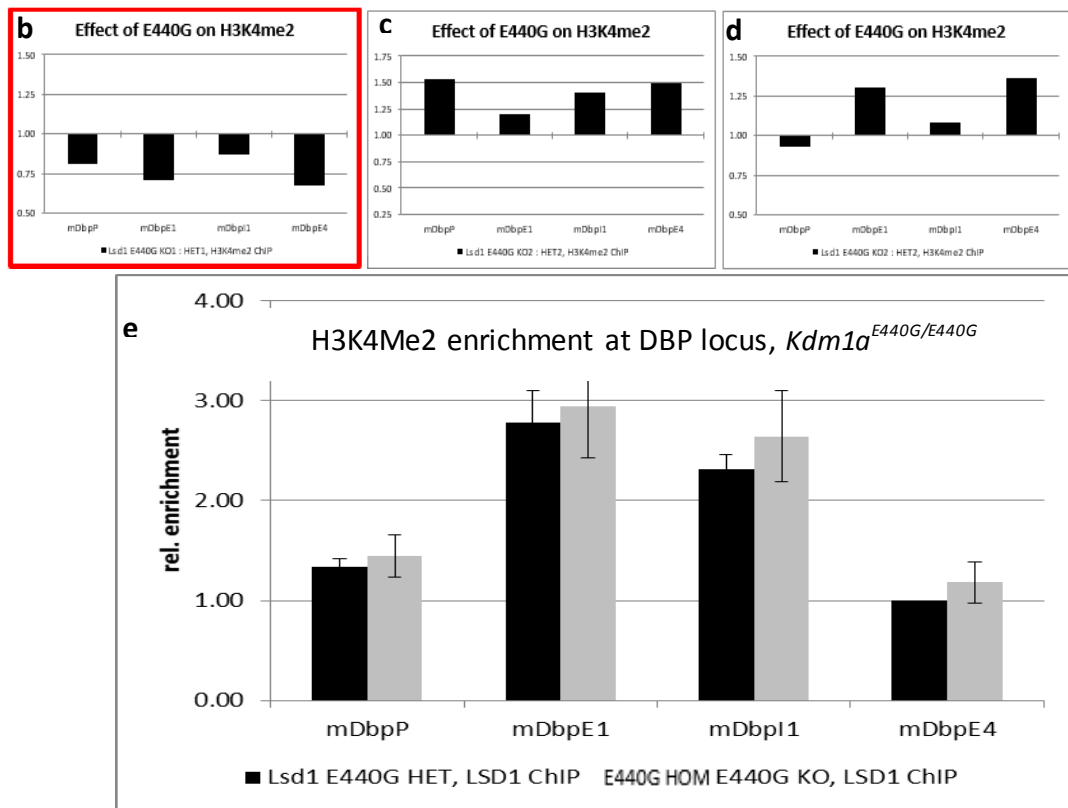 b
Effect of E440G on H3K4me2
1.50
1.25
1.00
0.75
0.50
mDbpP mDbpE1 mDbpI1 mDbpE4
Lsd1 E440G KO1 : HET1, H3K4me2 ChIP
c
Effect of E440G on H3K4me2
1.75
1.50
1.25
1.00
0.75
0.50
0.25
mDbpP mDbpE1 mDbpI1 mDbpE4
Lsd1 E440G KO2 : HET2, H3K4me2 ChIP
d
Effect of E440G on H3K4me2
1.50
1.25
1.00
0.75
0.50
mDbpP mDbpE1 mDbpI1 mDbpE4
Lsd1 E440G KO2 : HET2, H3K4me2 ChIP
e
H3K4Me2 enrichment at DBP locus, Kdm1aE440G/E440G
rel. enrichment
4.00
3.00
2.00
1.00
0.00
mDbpP mDbpE1 mDbpI1 mDbpE4
Lsd1 E440G HET, LSD1 ChIP E440G HOM E440G KO, LSD1 ChIP